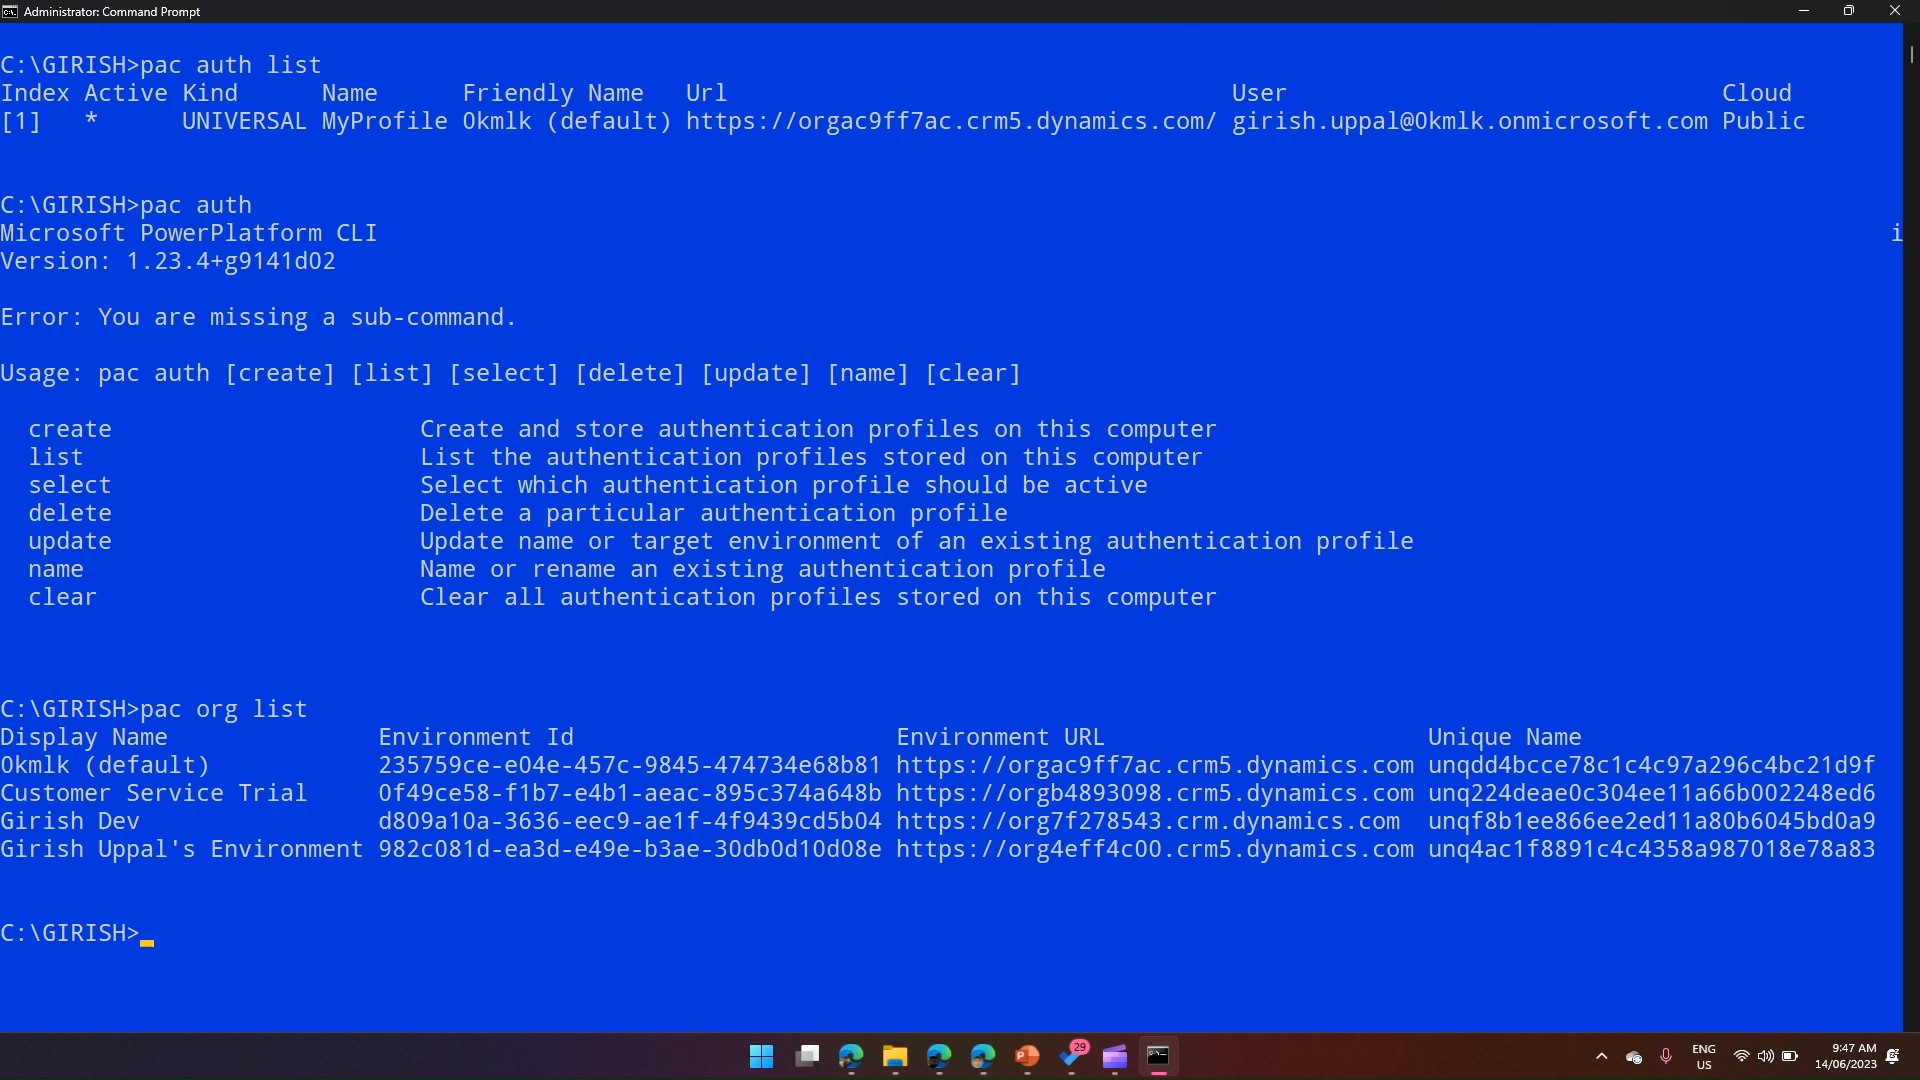 Administrator: Command Prompt
C:\GIRISH>pac auth list
Index Active Kind Name Friendly Name Url User Cloud
[1] * UNIVERSAL MyProfile 0kmlk (default) https://orgac9ff7ac.crm5.dynamics.com/ girish.uppal@0kmlk.onmicrosoft.com Public
C:\GIRISH>pac auth
Microsoft PowerPlatform CLI
Version: 1.23.4+g9141d02
Error: You are missing a sub-command.
Usage: pac auth [create] [list] [select] [delete] [update] [name] [clear]
create Create and store authentication profiles on this computer
list List the authentication profiles stored on this computer
select Select which authentication profile should be active
delete Delete a particular authentication profile
update Update name or target environment of an existing authentication profile
name Name or rename an existing authentication profile
clear Clear all authentication profiles stored on this computer
C:\GIRISH>pac org list
Display Name Environment Id Environment URL Unique Name
0kmlk (default) 235759ce-e04e-457c-9845-474734e68b81 https://orgac9ff7ac.crm5.dynamics.com unqdd4bcce78c1c4c97a296c4bc21d9f
Customer Service Trial 0f49ce58-f1b7-e4b1-aeac-895c374a648b https://orgb4893098.crm5.dynamics.com unq224deae0c304ee11a66b002248ed6
Girish Dev d809a10a-3636-eec9-ae1f-4f9439cd5b04 https://org7f278543.crm.dynamics.com unqf8b1ee866ee2ed11a80b6045bd0a9
Girish Uppal's Environment 982c081d-ea3d-e49e-b3ae-30db0d10d08e https://org4eff4c00.crm5.dynamics.com unq4ac1f8891c4c4358a987018e78a83
C:\GIRISH>
29
ENG
US
9:47 AM
14/06/2023